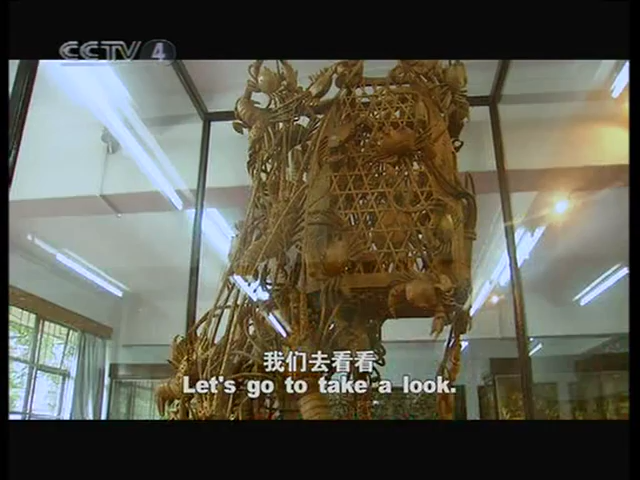 CCTV 4
我们去看看
Let's go to take a look.